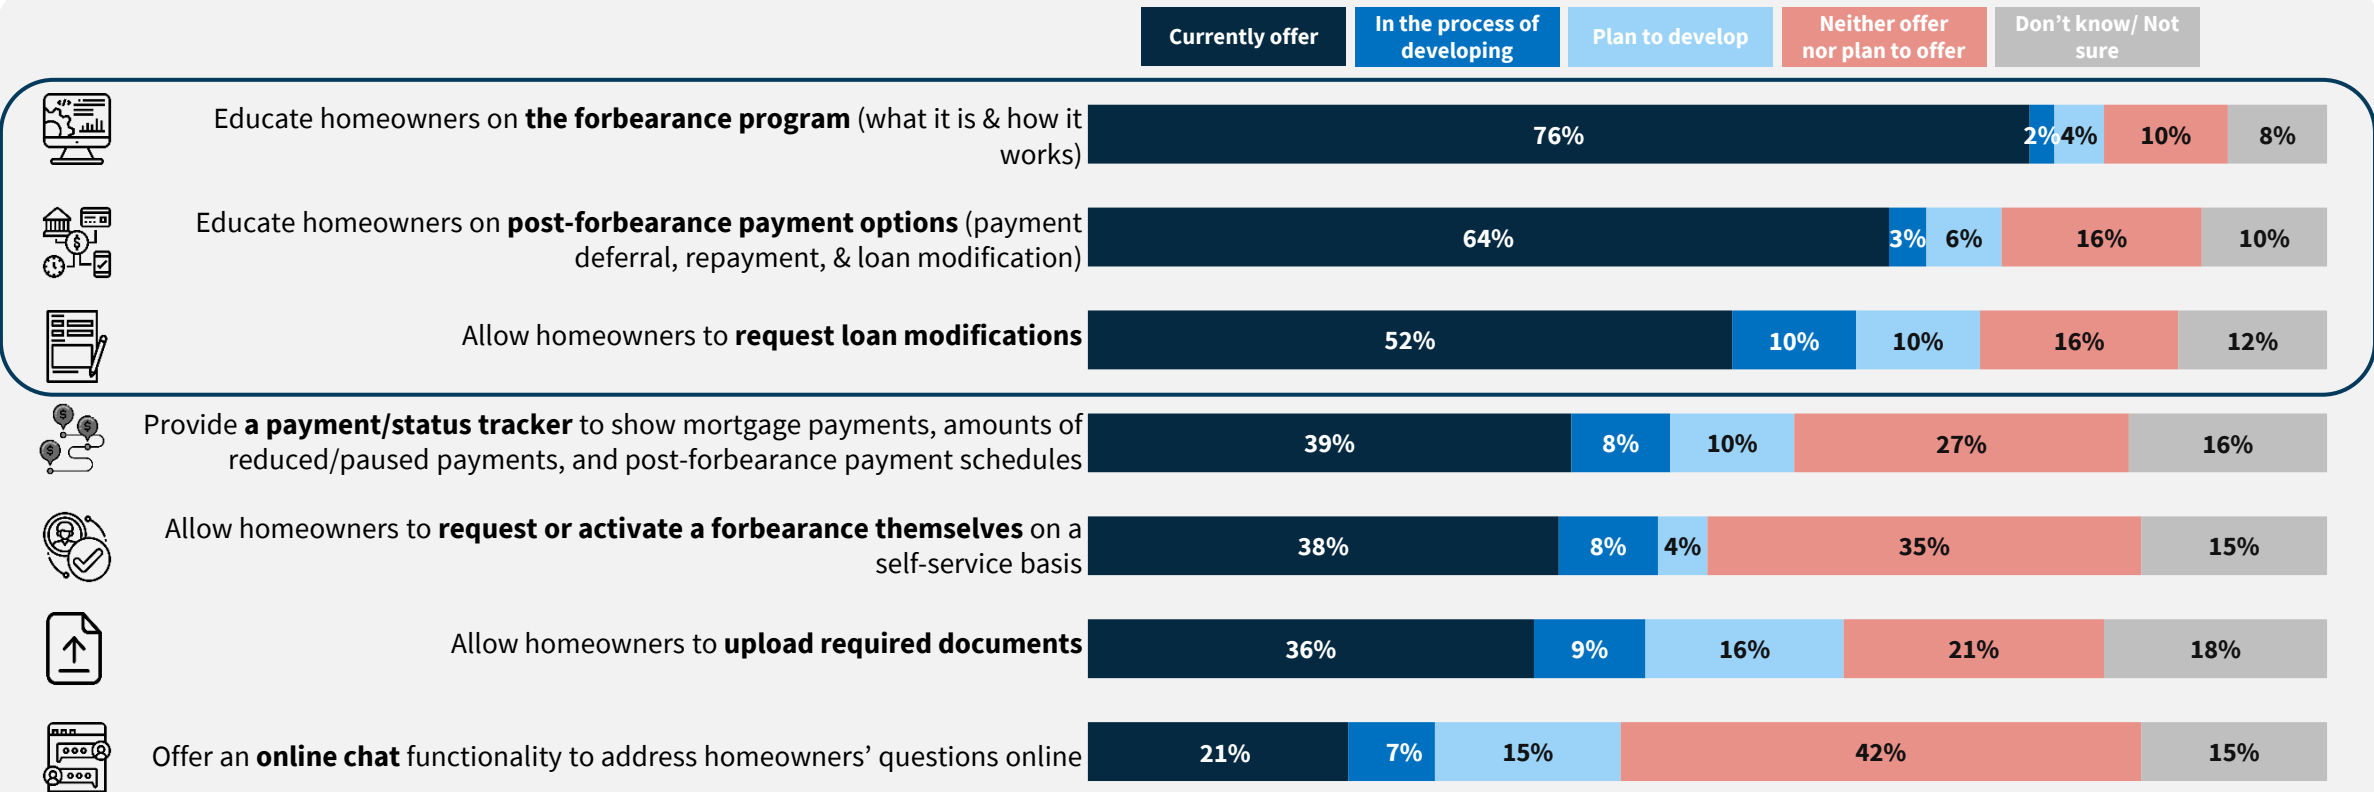 Currently offer
In the process of
developing
Plan to develop
Neither offer
nor plan to offer
Don’t know/ Not
sure
Educate homeowners on the forbearance program (what it is & how it
works)
76% 2% 4% 10% 8%
Educate homeowners on post-forbearance payment options (payment
deferral, repayment, & loan modification)
64% 3% 6% 16% 10%
Allow homeowners to request loan modifications
52% 10% 10% 16% 12%
Provide a payment/status tracker to show mortgage payments, amounts of
reduced/paused payments, and post-forbearance payment schedules
39% 8% 10% 27% 16%
Allow homeowners to request or activate a forbearance themselves on a
self-service basis
38% 8% 4% 35% 15%
Allow homeowners to upload required documents
36% 9% 16% 21% 18%
Offer an online chat functionality to address homeowners’ questions online
21% 7% 15% 42% 15%